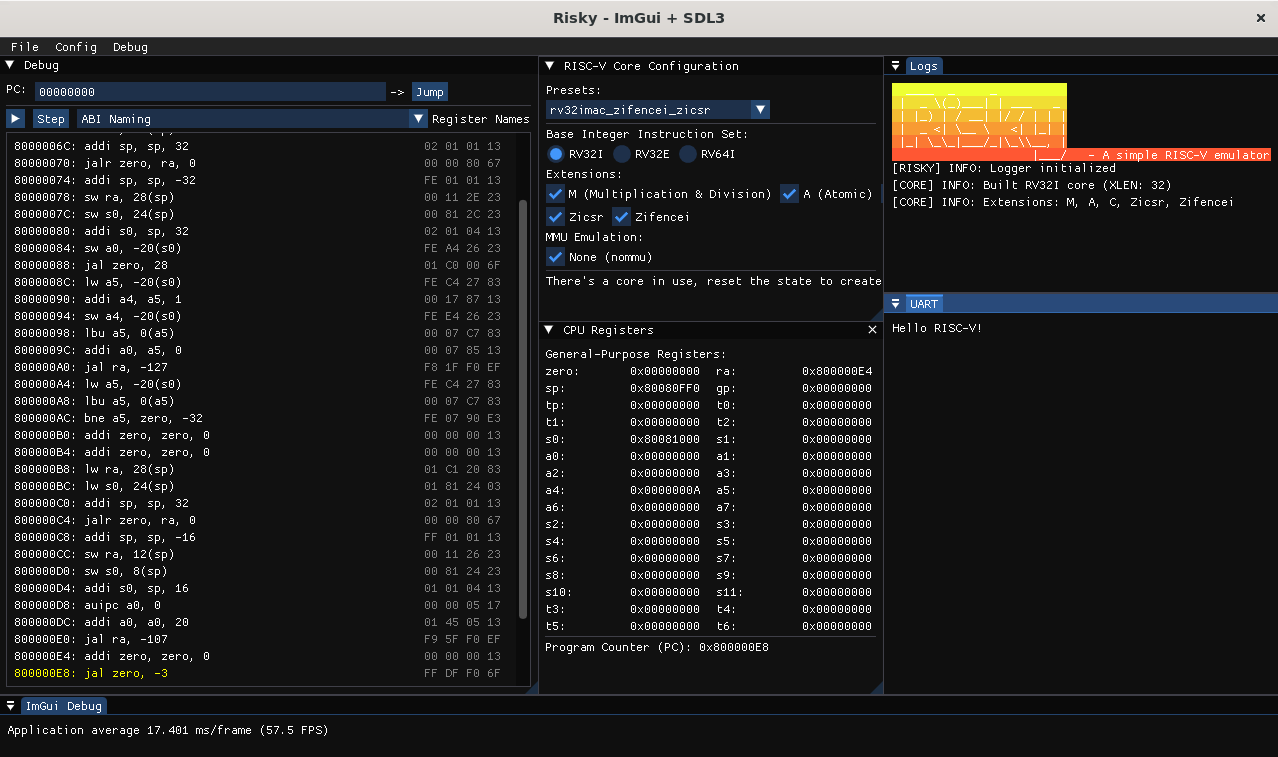 Risky - ImGui + SDL3
File Config Debug
Debug
PC: 00000000 -> Jump
Step ABI Naming Register Names
8000006C: addi sp, sp, 32 02 01 01 13
80000070: jalr zero, ra, 0 00 00 80 67
80000074: addi sp, sp, -32 FE 01 01 13
80000078: sw ra, 28(sp) 00 11 2E 23
8000007C: sw s0, 24(sp) 00 81 2C 23
80000080: addi s0, sp, 32 02 01 04 13
80000084: sw a0, -20(s0) FE A4 26 23
80000088: jal zero, 28 01 C0 00 6F
8000008C: lw a5, -20(s0) FE C4 27 83
80000090: addi a4, a5, 1 00 17 87 13
80000094: sw a4, -20(s0) FE E4 26 23
80000098: lbu a5, 0(a5) 00 07 C7 83
8000009C: addi a0, a5, 0 00 07 85 13
800000A0: jal ra, -127 F8 1F F0 EF
800000A4: lw a5, -20(s0) FE C4 27 83
800000A8: lbu a5, 0(a5) 00 07 C7 83
800000AC: bne a5, zero, -32 FE 07 90 E3
800000B0: addi zero, zero, 0 00 00 00 13
800000B4: addi zero, zero, 0 00 00 00 13
800000B8: lw ra, 28(sp) 01 C1 20 83
800000BC: lw s0, 24(sp) 01 81 24 03
800000C0: addi sp, sp, 32 02 01 01 13
800000C4: jalr zero, ra, 0 00 00 80 67
800000C8: addi sp, sp, -16 FF 01 01 13
800000CC: sw ra, 12(sp) 00 11 26 23
800000D0: sw s0, 8(sp) 00 81 24 23
800000D4: addi s0, sp, 16 01 01 04 13
800000D8: auipc a0, 0 00 00 05 17
800000DC: addi a0, a0, 20 01 45 05 13
800000E0: jal ra, -107 F9 5F F0 EF
800000E4: addi zero, zero, 0 00 00 00 13
800000E8: jal zero, -3 FF DF F0 6F
RISC-V Core Configuration
Presets:
rv32imac_zifencei_zicsr
Base Integer Instruction Set:
RV32I RV32E RV64I
Extensions:
M (Multiplication & Division) A (Atomic)
Zicsr Zifencei
MMU Emulation:
None (nommu)
There's a core in use, reset the state to create
CPU Registers
General-Purpose Registers:
zero: 0x00000000 ra: 0x800000E4
sp: 0x80080FF0 gp: 0x00000000
tp: 0x00000000 t0: 0x00000000
t1: 0x00000000 t2: 0x00000000
s0: 0x80081000 s1: 0x00000000
a0: 0x00000000 a1: 0x00000000
a2: 0x00000000 a3: 0x00000000
a4: 0x0000000A a5: 0x00000000
a6: 0x00000000 a7: 0x00000000
s2: 0x00000000 s3: 0x00000000
s4: 0x00000000 s5: 0x00000000
s6: 0x00000000 s7: 0x00000000
s8: 0x00000000 s9: 0x00000000
s10: 0x00000000 s11: 0x00000000
t3: 0x00000000 t4: 0x00000000
t5: 0x00000000 t6: 0x00000000
Program Counter (PC): 0x800000E8
Logs
- A simple RISC-V emulator
[RISKY] INFO: Logger initialized
[CORE] INFO: Built RV32I core (XLEN: 32)
[CORE] INFO: Extensions: M, A, C, Zicsr, Zifencei
UART
Hello RISC-V!
ImGui Debug
Application average 17.401 ms/frame (57.5 FPS)